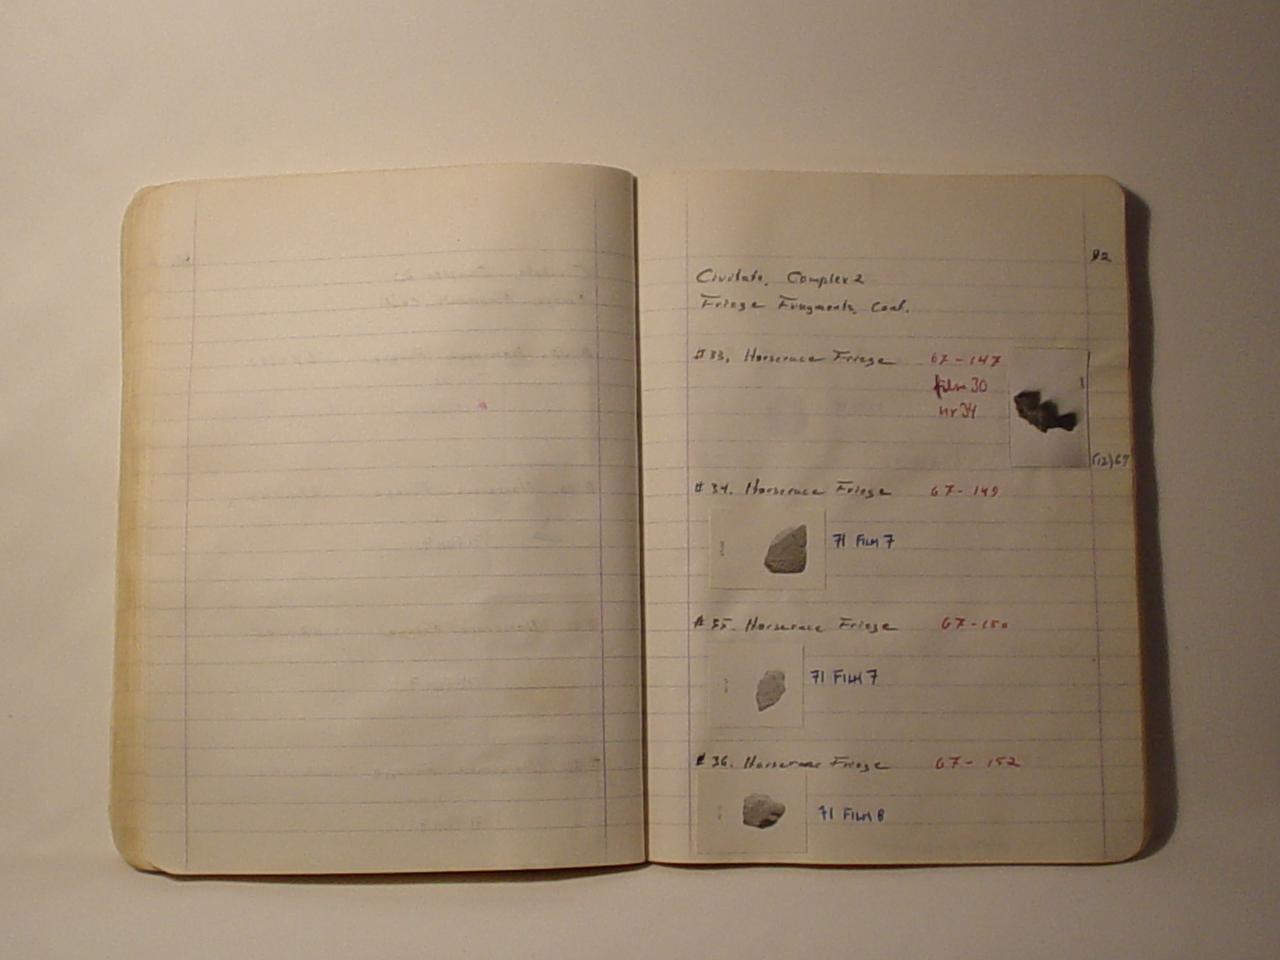 92
Civitate, Complex 2
Frieze Fragments, Cont.
#33. Horserace Frieze 67-147
film 30
nr 34
(12)67
#34. Horserace Frieze 67-149
71 FILM 7
#35. Horserace Frieze 67-150
71 FILM 7
#36. Horserace Frieze 67-152
71 FILM 8